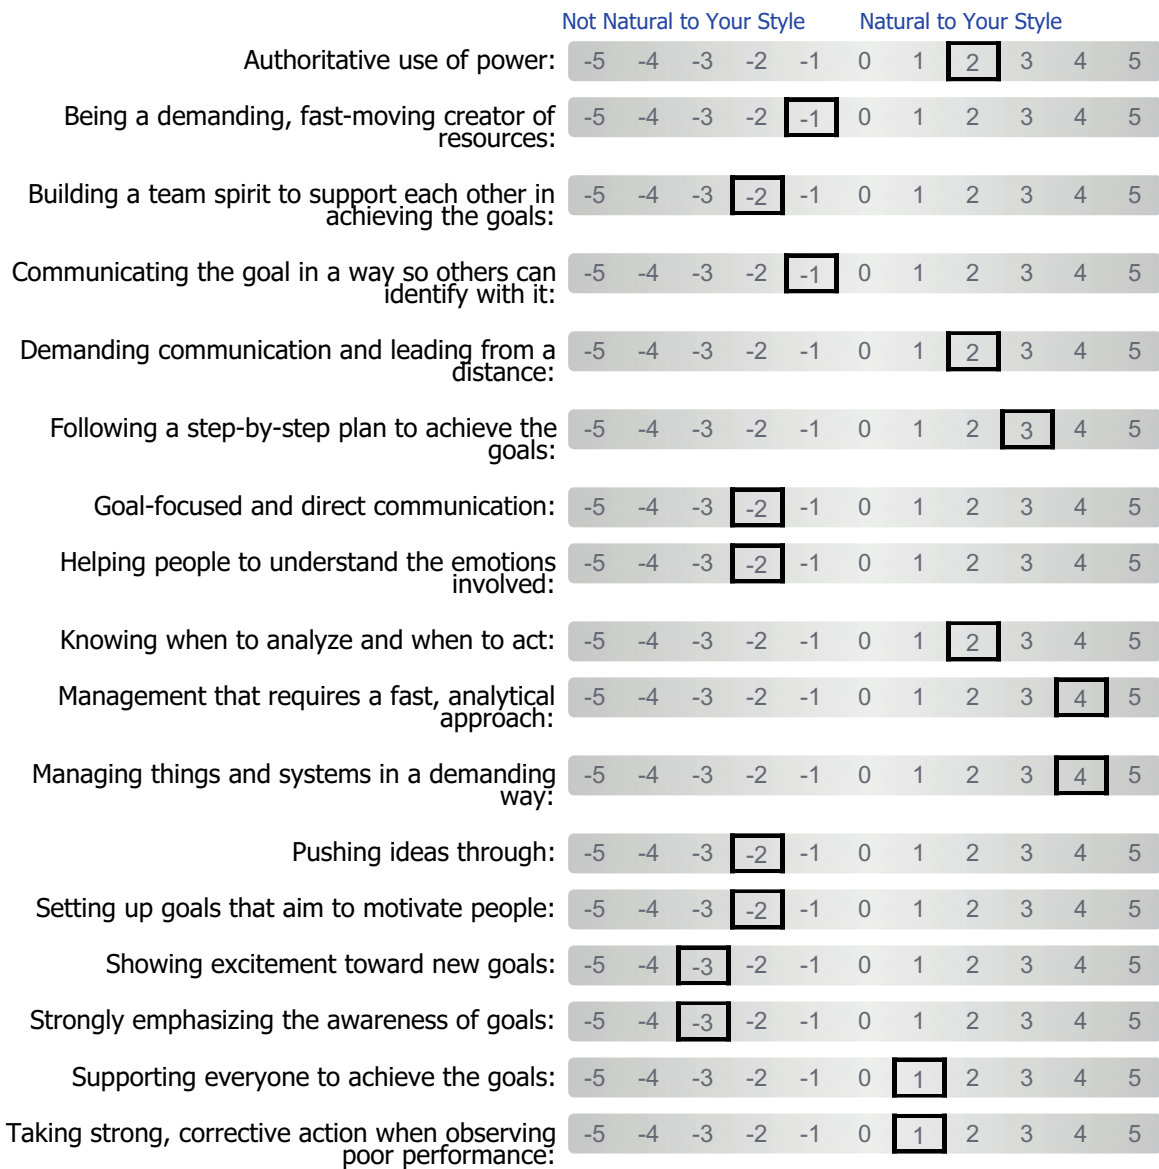 Not Natural to Your Style Natural to Your Style
Authoritative use of power: -5 -4 -3 -2 -1 0 1 2 3 4 5
Being a demanding, fast-moving creator of
resources: -5 -4 -3 -2 -1 0 1 2 3 4 5
Building a team spirit to support each other in
achieving the goals: -5 -4 -3 -2 -1 0 1 2 3 4 5
Communicating the goal in a way so others can
identify with it: -5 -4 -3 -2 -1 0 1 2 3 4 5
Demanding communication and leading from a
distance: -5 -4 -3 -2 -1 0 1 2 3 4 5
Following a step-by-step plan to achieve the
goals: -5 -4 -3 -2 -1 0 1 2 3 4 5
Goal-focused and direct communication: -5 -4 -3 -2 -1 0 1 2 3 4 5
Helping people to understand the emotions
involved: -5 -4 -3 -2 -1 0 1 2 3 4 5
Knowing when to analyze and when to act: -5 -4 -3 -2 -1 0 1 2 3 4 5
Management that requires a fast, analytical
approach: -5 -4 -3 -2 -1 0 1 2 3 4 5
Managing things and systems in a demanding
way: -5 -4 -3 -2 -1 0 1 2 3 4 5
Pushing ideas through: -5 -4 -3 -2 -1 0 1 2 3 4 5
Setting up goals that aim to motivate people: -5 -4 -3 -2 -1 0 1 2 3 4 5
Showing excitement toward new goals: -5 -4 -3 -2 -1 0 1 2 3 4 5
Strongly emphasizing the awareness of goals: -5 -4 -3 -2 -1 0 1 2 3 4 5
Supporting everyone to achieve the goals: -5 -4 -3 -2 -1 0 1 2 3 4 5
Taking strong, corrective action when observing
poor performance: -5 -4 -3 -2 -1 0 1 2 3 4 5